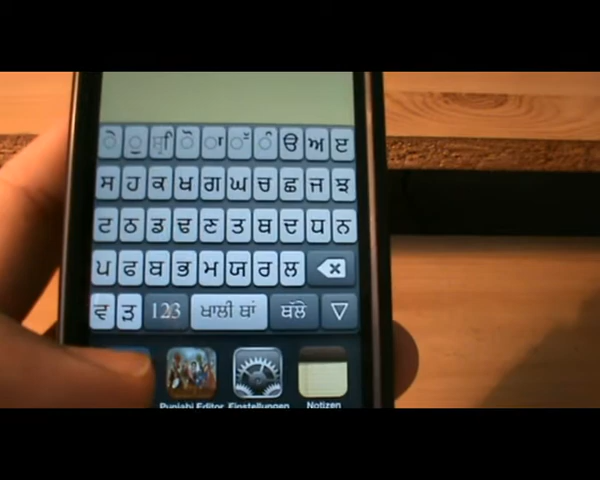 ੳ ਅ ੲ
ਸ ਹ ਕ ਖ ਗ ਘ ਚ ਛ ਜ ਝ
ਟ ਠ ਡ ਢ ਣ ਤ ਥ ਦ ਧ ਨ
ਪ ਫ ਬ ਭ ਮ ਯ ਰ ਲ
ਵ ੜ 123 ਖਾਲੀ ਥਾਂ ਥੱਲੇ
Punjabi Editor Einstellungen Notizen